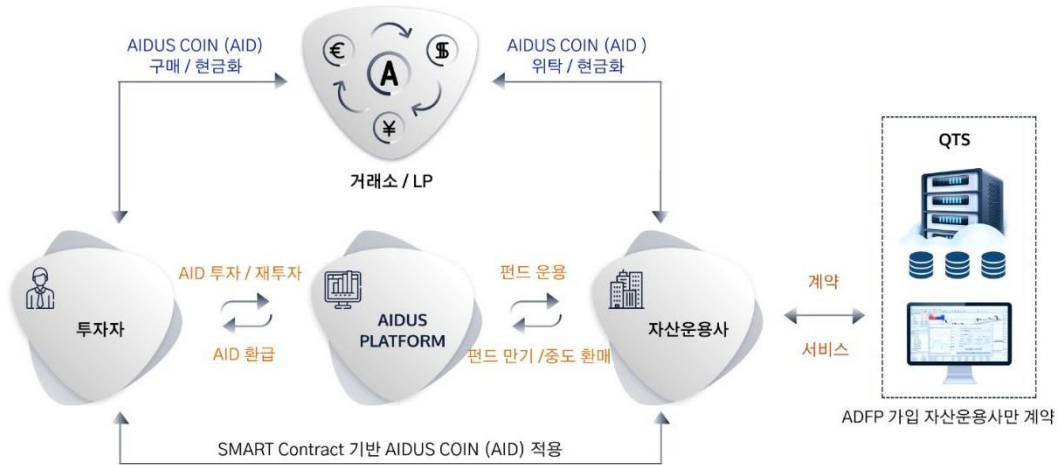 AIDUS COIN (AID)
구매 / 현금화
AIDUS COIN (AID )
위탁 / 현금화
€
$
A
¥
거래소 / LP
QTS
투자자
AID 투자 / 재투자
AID 환급
AIDUS
PLATFORM
펀드 운용
펀드 만기 /중도 환매
자산운용사
계약
서비스
ADFP 가입 자산운용사만 계약
SMART Contract 기반 AIDUS COIN (AID) 적용